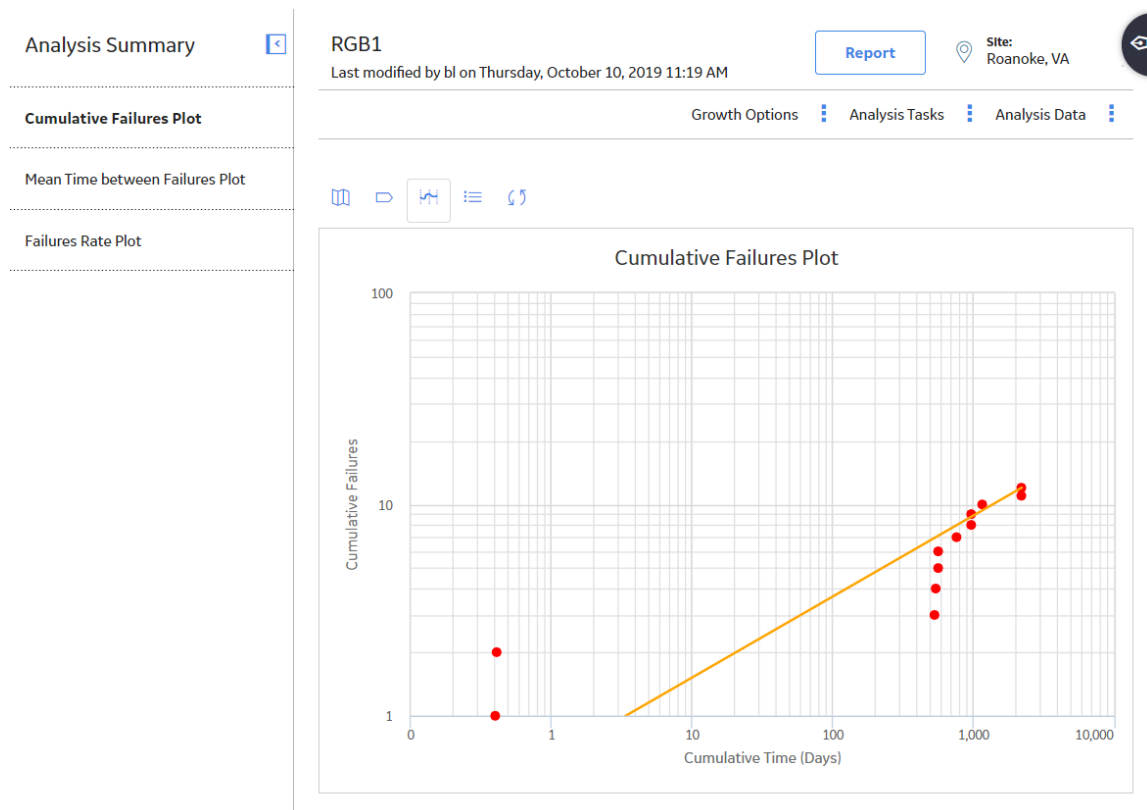 Analysis Summary
Cumulative Failures Plot
Mean Time between Failures Plot
Failures Rate Plot
RGB1
Last modified by bl on Thursday, October 10, 2019 11:19 AM
Report
Site:
Roanoke, VA
Growth Options
Analysis Tasks
Analysis Data
Cumulative Failures Plot
100
10
1
Cumulative Failures
0 1 10 100 1,000 10,000
Cumulative Time (Days)